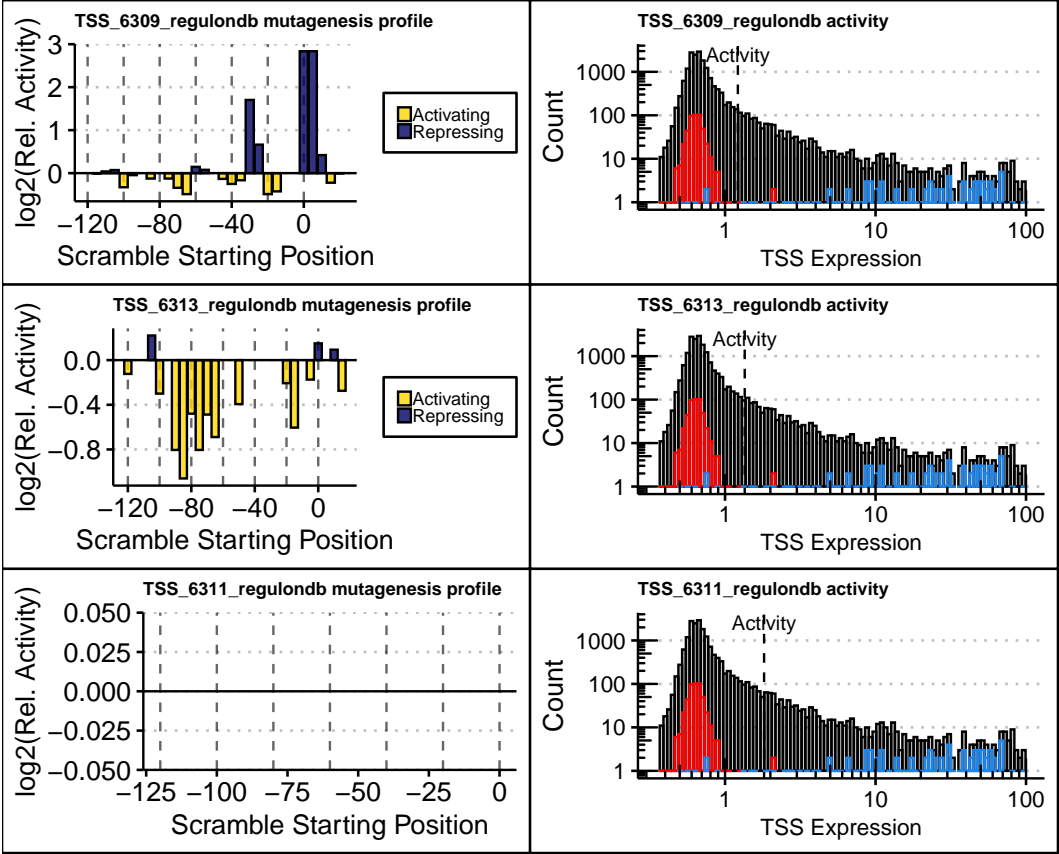 TSS_6309_regulondb mutagenesis profile
log2(Rel. Activity)
3
2
1
0
−120
−80
−40
0
Scramble Starting Position
Activating
Repressing
TSS_6309_regulondb activity
Activity
Count
1000
100
10
1
1
10
100
TSS Expression
TSS_6313_regulondb mutagenesis profile
log2(Rel. Activity)
0.0
−0.4
−0.8
−120
−80
−40
0
Scramble Starting Position
Activating
Repressing
TSS_6313_regulondb activity
Activity
Count
1000
100
10
1
1
10
100
TSS Expression
TSS_6311_regulondb mutagenesis profile
log2(Rel. Activity)
0.050
0.025
0.000
−0.025
−0.050
−125
−100
−75
−50
−25
0
Scramble Starting Position
TSS_6311_regulondb activity
Activity
Count
1000
100
10
1
1
10
100
TSS Expression